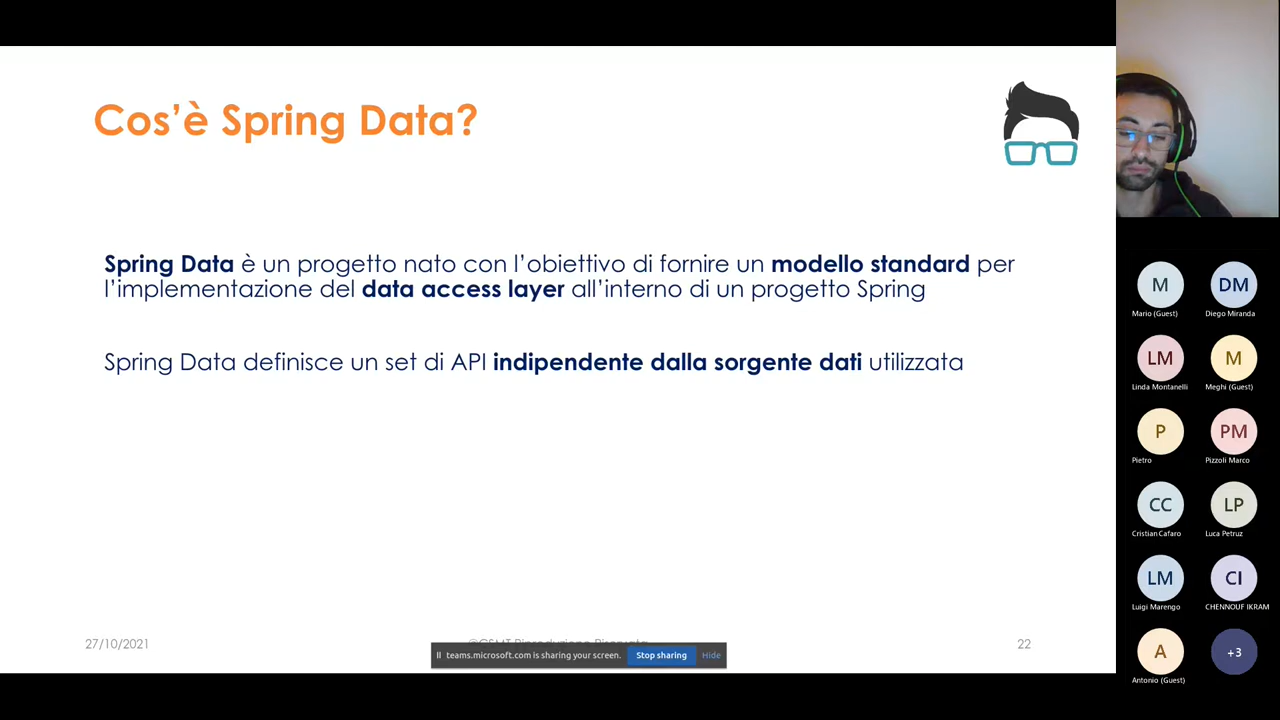 Cos’è Spring Data?
Spring Data è un progetto nato con l’obiettivo di fornire un modello standard per
l’implementazione del data access layer all’interno di un progetto Spring
Spring Data definisce un set di API indipendente dalla sorgente dati utilizzata
27/10/2021
22
teams.microsoft.com is sharing your screen. Stop sharing Hide
M DM
Mario (Guest) Diego Miranda
LM M
Linda Montanelli Meghi (Guest)
P PM
Pietro Pizzoli Marco
CC LP
Cristian Cafaro Luca Petruz
LM CI
Luigi Marengo CHENNOUF IKRAM
A +3
Antonio (Guest)